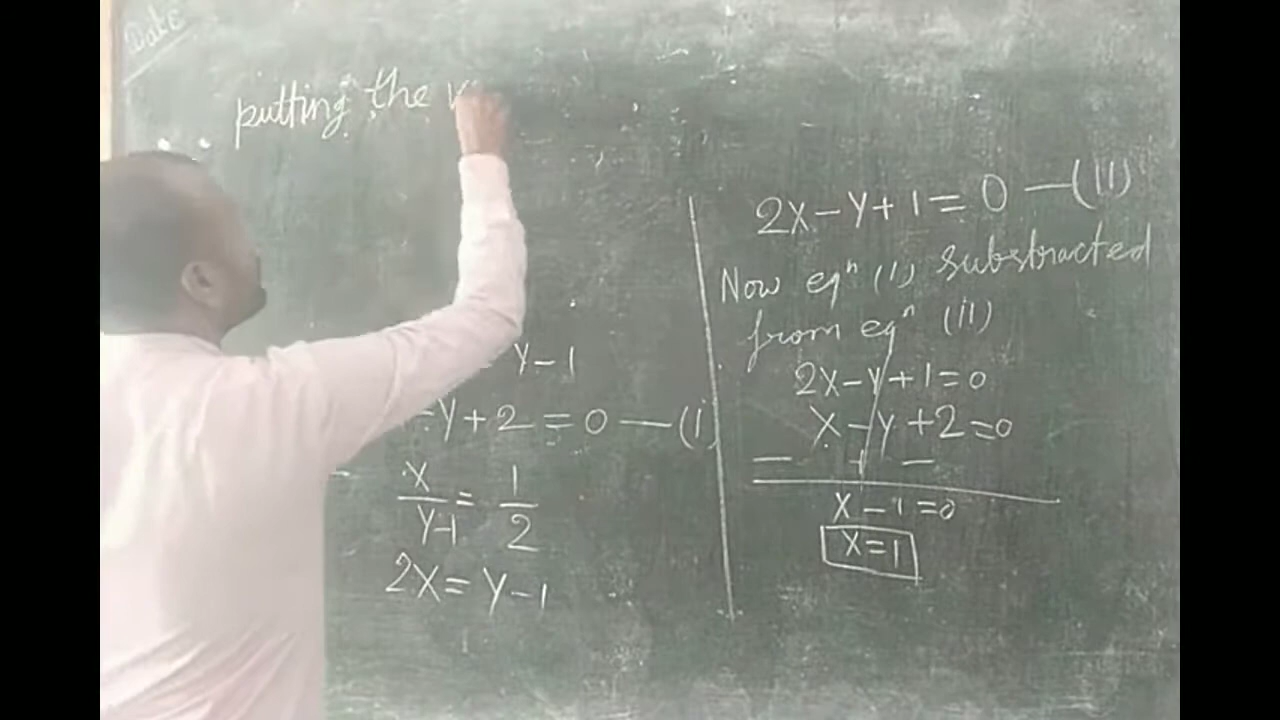 Date
putting the
Y-1
-Y+2=0-(i)
X/Y-1 = 1/2
2X=Y-1
2X-Y+1=0-(II)
Now eqⁿ (I) substracted
from eqⁿ (II)
2X-Y+1=0
X-Y+2=0
- + -
X-1=0
X=1